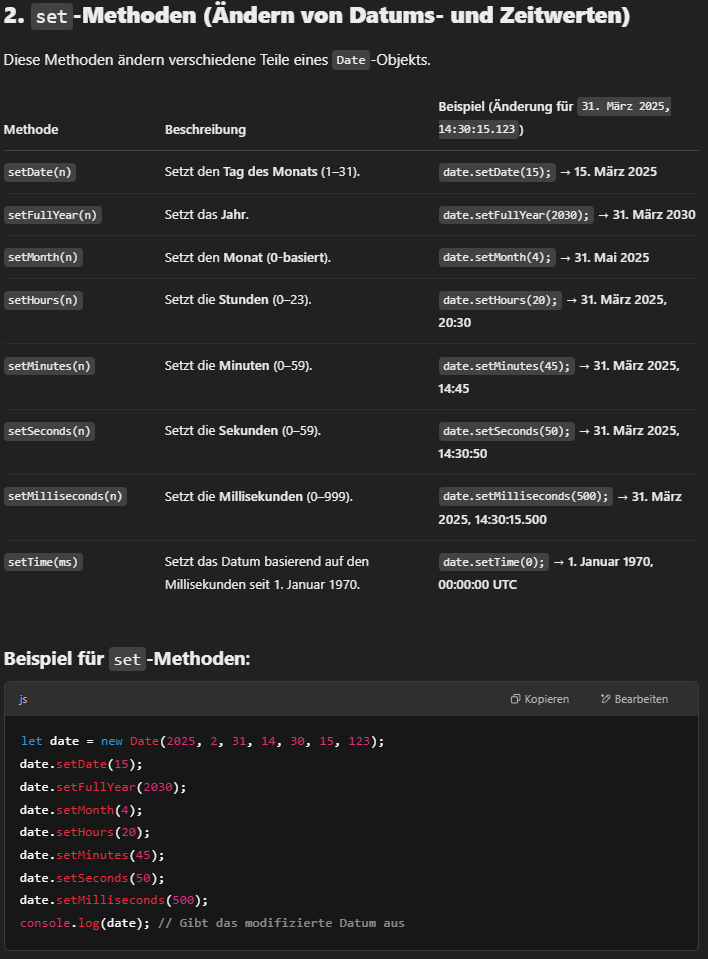 2. set-Methoden (Ändern von Datums- und Zeitwerten)
Diese Methoden ändern verschiedene Teile eines Date-Objekts.
Methode Beschreibung Beispiel (Änderung für 31. März 2025, 14:30:15.123)
setDate(n) Setzt den Tag des Monats (1–31). date.setDate(15); → 15. März 2025
setFullYear(n) Setzt das Jahr. date.setFullYear(2030); → 31. März 2030
setMonth(n) Setzt den Monat (0-basiert). date.setMonth(4); → 31. Mai 2025
setHours(n) Setzt die Stunden (0–23). date.setHours(20); → 31. März 2025,
20:30
setMinutes(n) Setzt die Minuten (0–59). date.setMinutes(45); → 31. März 2025,
14:45
setSeconds(n) Setzt die Sekunden (0–59). date.setSeconds(50); → 31. März 2025,
14:30:50
setMilliseconds(n) Setzt die Millisekunden (0–999). date.setMilliseconds(500); → 31. März
2025, 14:30:15.500
setTime(ms) Setzt das Datum basierend auf den date.setTime(0); → 1. Januar 1970,
Millisekunden seit 1. Januar 1970. 00:00:00 UTC
Beispiel für set-Methoden:
js Kopieren Bearbeiten
let date = new Date(2025, 2, 31, 14, 30, 15, 123);
date.setDate(15);
date.setFullYear(2030);
date.setMonth(4);
date.setHours(20);
date.setMinutes(45);
date.setSeconds(50);
date.setMilliseconds(500);
console.log(date); // Gibt das modifizierte Datum aus